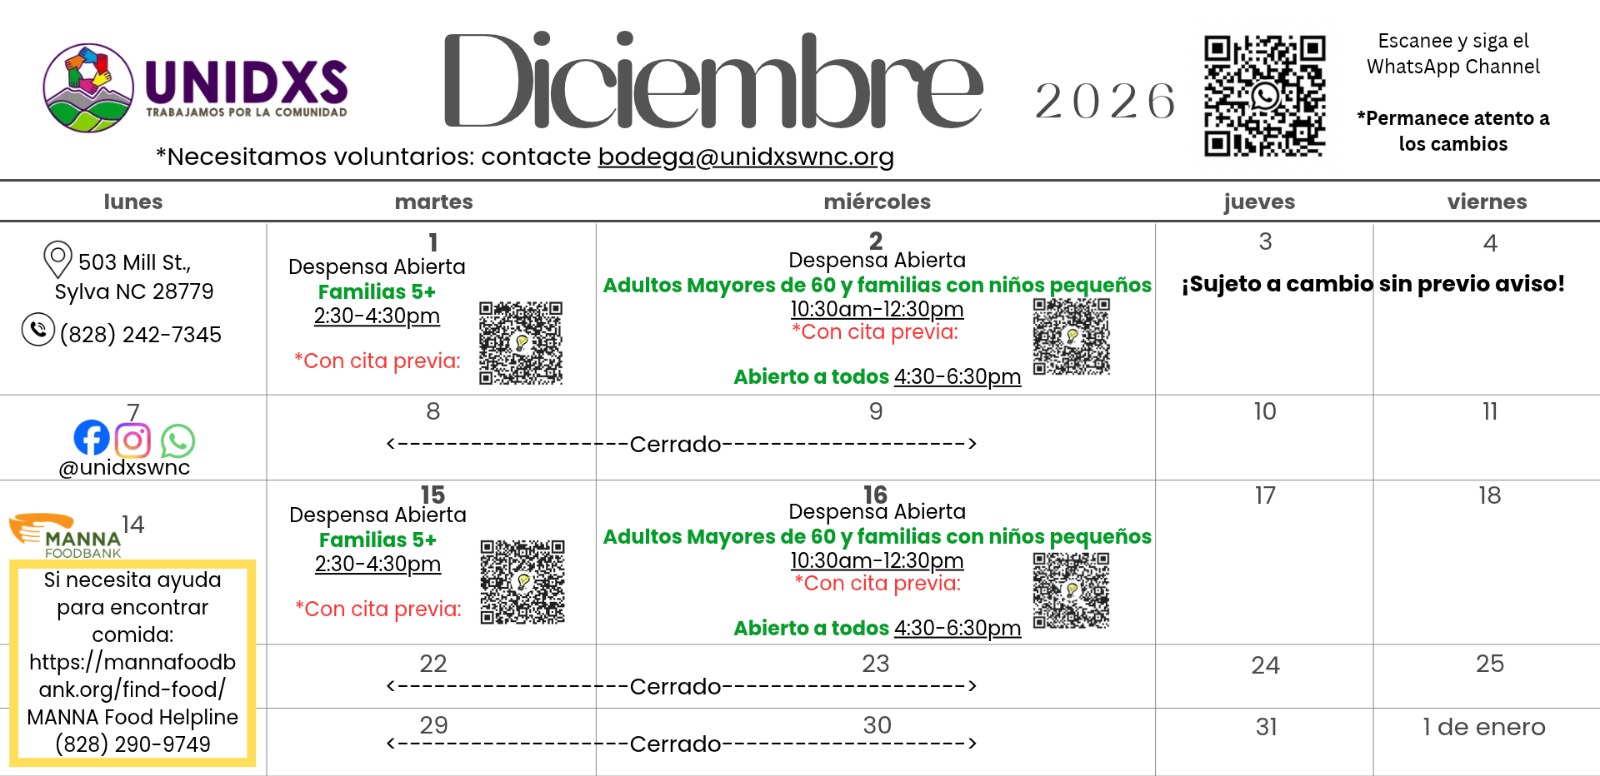 UNIDXS
TRABAJAMOS POR LA COMUNIDAD
Diciembre
2026
Escanee y siga el
WhatsApp Channel
*Permanece atento a
los cambios
*Necesitamos voluntarios: contacte bodega@unidxswnc.org
lunes martes miércoles jueves viernes
503 Mill St.,
Sylva NC 28779
(828) 242-7345
1
Despensa Abierta
Familias 5+
2:30-4:30pm
*Con cita previa:
2
Despensa Abierta
Adultos Mayores de 60 y familias con niños pequeños
10:30am-12:30pm
*Con cita previa:
Abierto a todos 4:30-6:30pm
3
4
¡Sujeto a cambio sin previo aviso!
7
@unidxswnc
8
9
<------------------Cerrado------------------->
10
11
14
MANNA
FOODBANK
Si necesita ayuda
para encontrar
comida:
https://mannafoodb
ank.org/find-food/
MANNA Food Helpline
(828) 290-9749
15
Despensa Abierta
Familias 5+
2:30-4:30pm
*Con cita previa:
16
Despensa Abierta
Adultos Mayores de 60 y familias con niños pequeños
10:30am-12:30pm
*Con cita previa:
Abierto a todos 4:30-6:30pm
17
18
22
23
<------------------Cerrado------------------->
24
25
29
30
<------------------Cerrado------------------->
31
1 de enero